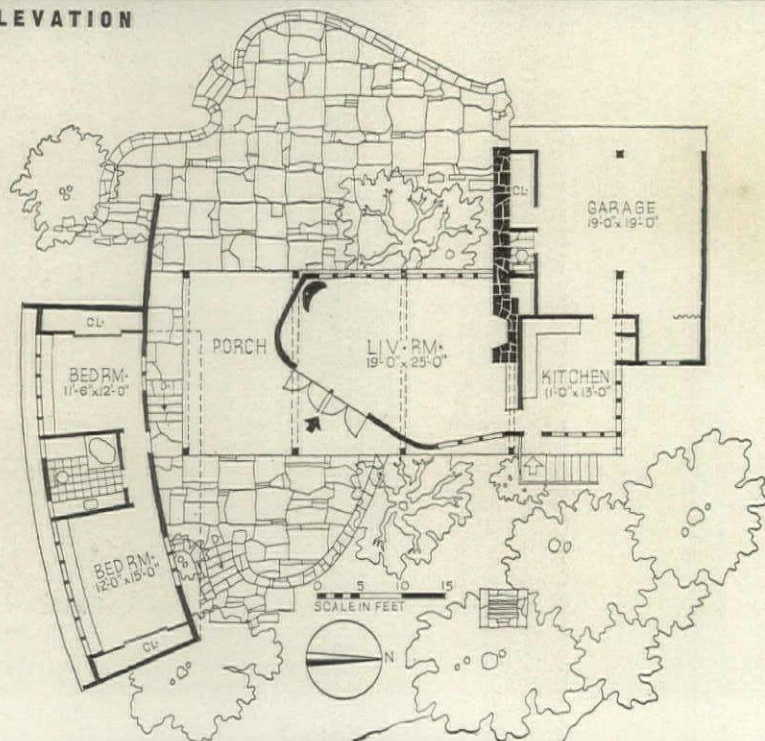 LEVATION
CL.
GARAGE
19'-0" x 19'-0"
PORCH
LIV. RM.
19'-0" x 25'-0"
CL.
BED RM.
11'-6" x 12'-0"
KITCHEN
11'-0" x 13'-0"
BED RM.
12'-0" x 15'-0"
CL.
0 5 10 15
SCALE IN FEET
N